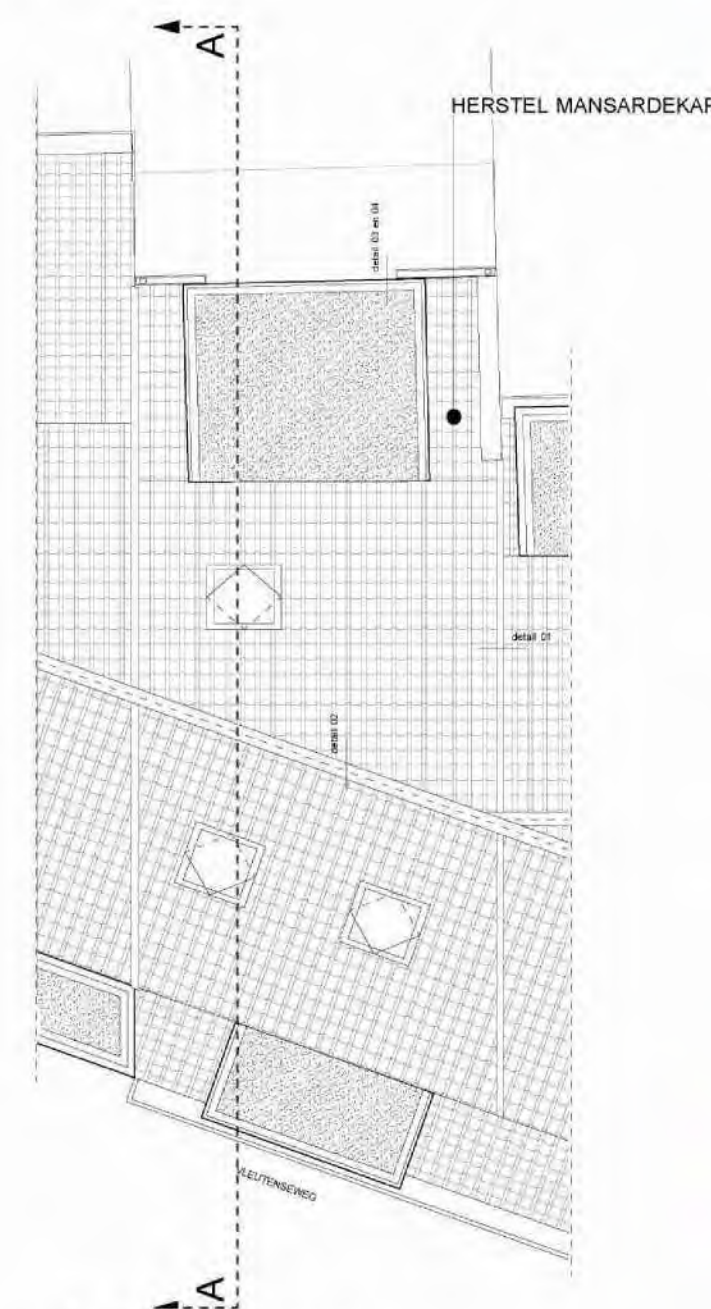 A
HERSTEL MANSARDEKAP
detail 03 en 04
detail 01
detail 02
VLEUTENSEWEG
A